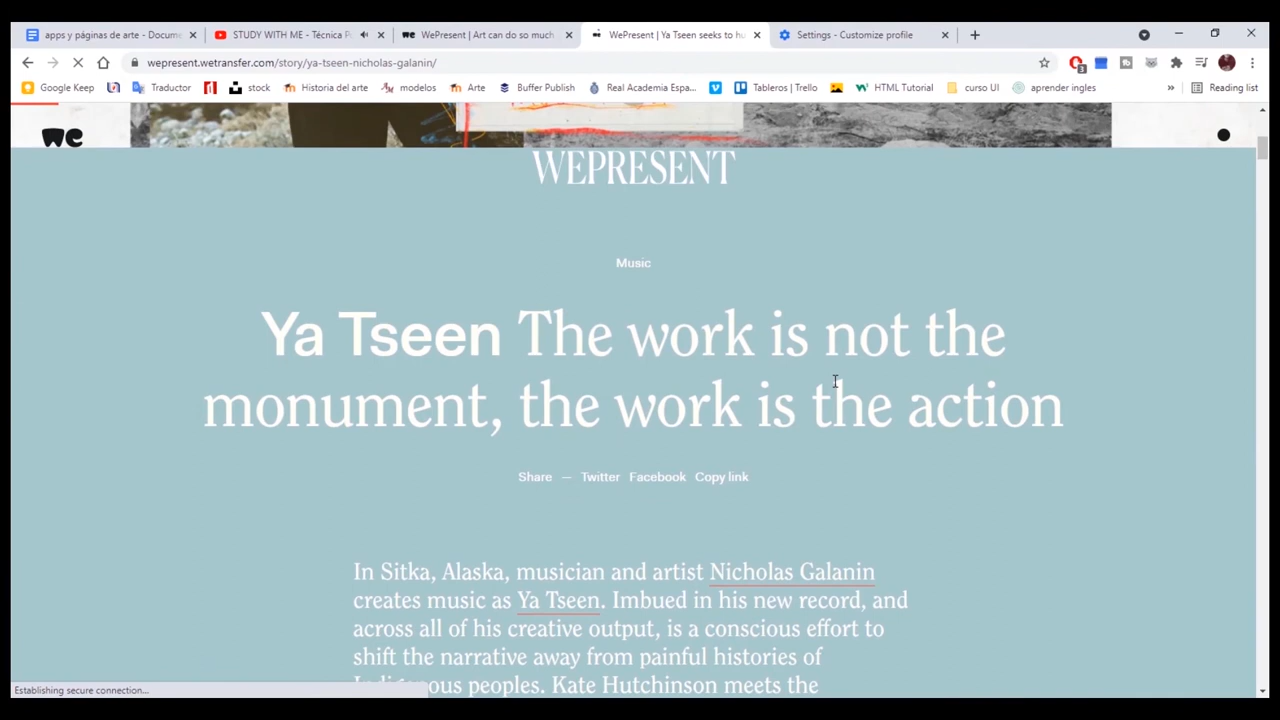 apps y páginas de arte - Docume
STUDY WITH ME - Técnica P
WePresent | Art can do so much
WePresent | Ya Tseen seeks to hu
Settings - Customize profile
wepresent.wetransfer.com/story/ya-tseen-nicholas-galanin/
3
Google Keep
Traductor
stock
Historia del arte
modelos
Arte
Buffer Publish
Real Academia Espa...
Tableros | Trello
HTML Tutorial
curso UI
aprender ingles
»
Reading list
we
WEPRESENT
Music
Ya Tseen The work is not the
monument, the work is the action
Share — Twitter Facebook Copy link
In Sitka, Alaska, musician and artist Nicholas Galanin
creates music as Ya Tseen. Imbued in his new record, and
across all of his creative output, is a conscious effort to
shift the narrative away from painful histories of
Indigenous peoples. Kate Hutchinson meets the
Establishing secure connection...